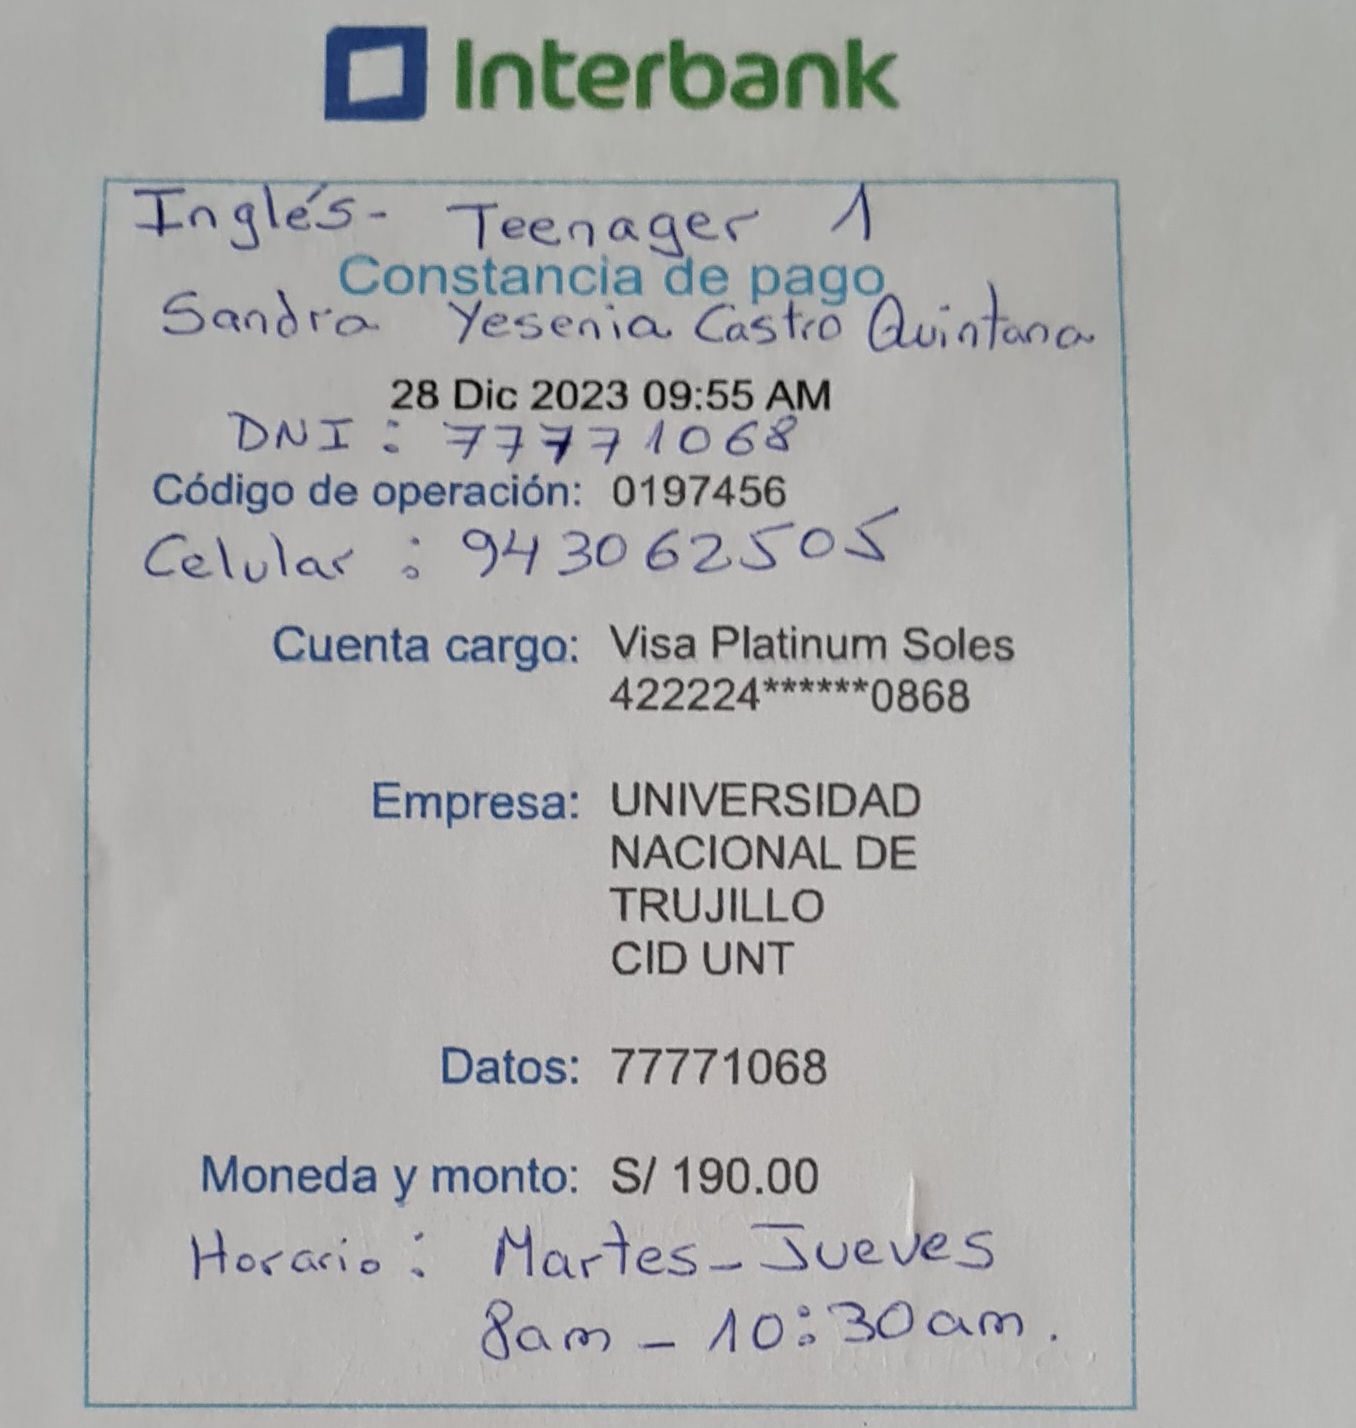 Interbank
Inglés- Teenager 1
Constancia de pago
Sandra Yesenia Castro Quintana
28 Dic 2023 09:55 AM
DNI : 77771068
Código de operación: 0197456
Celular : 943062505
Cuenta cargo: Visa Platinum Soles
422224******0868
Empresa: UNIVERSIDAD
NACIONAL DE
TRUJILLO
CID UNT
Datos: 77771068
Moneda y monto: S/ 190.00
Horario : Martes - Jueves
8am - 10:30am.